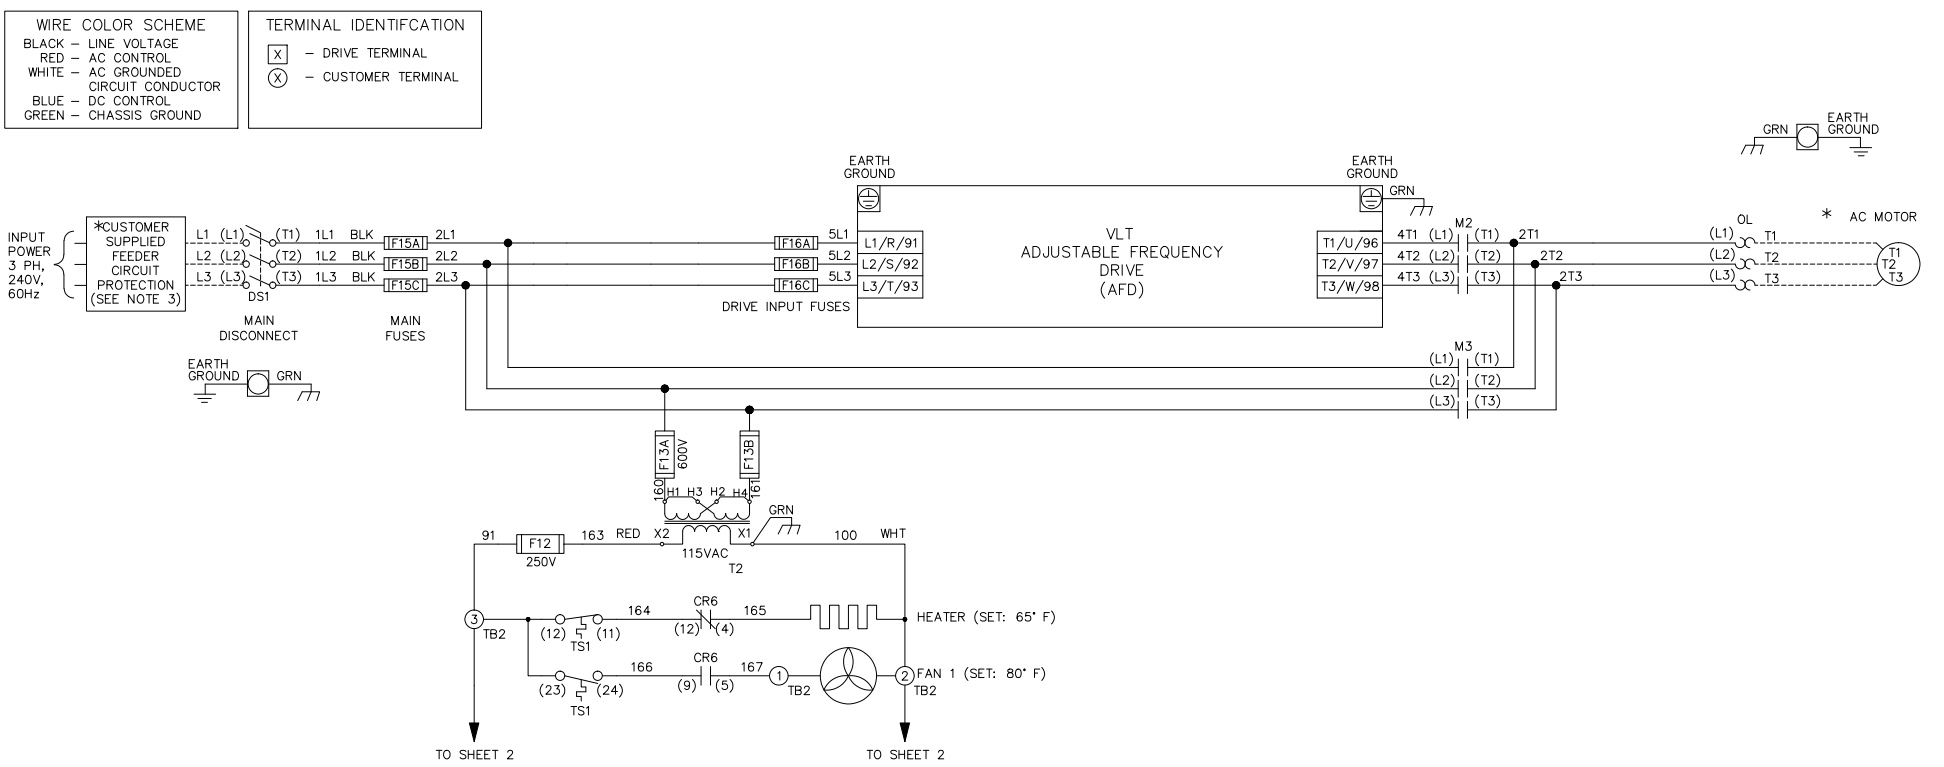 WIRE COLOR SCHEME
BLACK – LINE VOLTAGE
RED – AC CONTROL
WHITE – AC GROUNDED
CIRCUIT CONDUCTOR
BLUE – DC CONTROL
GREEN – CHASSIS GROUND
TERMINAL IDENTIFCATION
X – DRIVE TERMINAL
X – CUSTOMER TERMINAL
INPUT
POWER
3 PH,
240V,
60Hz
*CUSTOMER
SUPPLIED
FEEDER
CIRCUIT
PROTECTION
(SEE NOTE 3)
L1 (L1) (T1) 1L1 BLK F15A 2L1
L2 (L2) (T2) 1L2 BLK F15B 2L2
L3 (L3) (T3) 1L3 BLK F15C 2L3
DS1
MAIN
DISCONNECT
MAIN
FUSES
EARTH
GROUND GRN
F16A 5L1
F16B 5L2
F16C 5L3
DRIVE INPUT FUSES
EARTH
GROUND
L1/R/91
L2/S/92
L3/T/93
VLT
ADJUSTABLE FREQUENCY
DRIVE
(AFD)
EARTH
GROUND
GRN
T1/U/96
T2/V/97
T3/W/98
M2
4T1 (L1) (T1) 2T1
4T2 (L2) (T2) 2T2
4T3 (L3) (T3) 2T3
M3
(L1) (T1)
(L2) (T2)
(L3) (T3)
GRN
EARTH
GROUND
OL
(L1) T1
(L2) T2
(L3) T3
* AC MOTOR
T1
T2
T3
F13A
600V
F13B
160
161
H1 H3 H2 H4
GRN
91 F12 163 RED X2 X1 100 WHT
250V
115VAC
T2
3
TB2
(12) (11)
TS1
164
CR6
(12) (4)
165
HEATER (SET: 65° F)
(23) (24)
TS1
166
CR6
(9) (5)
167
1
TB2
2
TB2
FAN 1 (SET: 80° F)
TO SHEET 2
TO SHEET 2